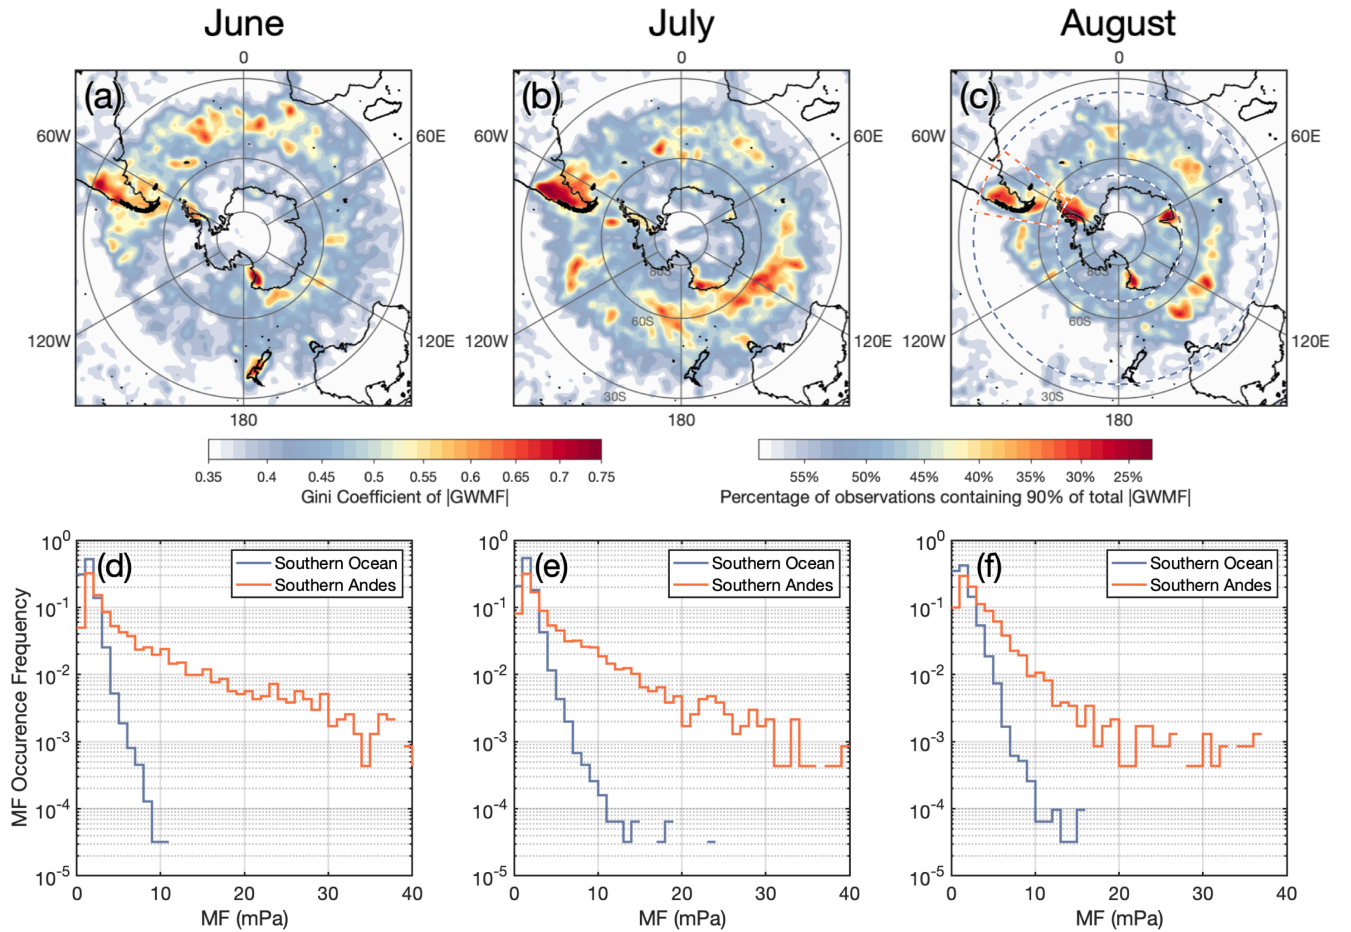 June
July
August
0
0
0
(a)
(b)
(c)
60W
60E
60W
60E
60W
60E
80S
80S
60S
60S
120W
120E
120W
120E
120W
120E
30S
30S
180
180
180
0.35 0.4 0.45 0.5 0.55 0.6 0.65 0.7 0.75
Gini Coefficient of |GWMF|
55% 50% 45% 40% 35% 30% 25%
Percentage of observations containing 90% of total |GWMF|
MF Occurence Frequency
10^0
10^-1
10^-2
10^-3
10^-4
10^-5
(d)
Southern Ocean
Southern Andes
0 10 20 30 40
MF (mPa)
10^0
10^-1
10^-2
10^-3
10^-4
10^-5
(e)
Southern Ocean
Southern Andes
0 10 20 30 40
MF (mPa)
10^0
10^-1
10^-2
10^-3
10^-4
10^-5
(f)
Southern Ocean
Southern Andes
0 10 20 30 40
MF (mPa)